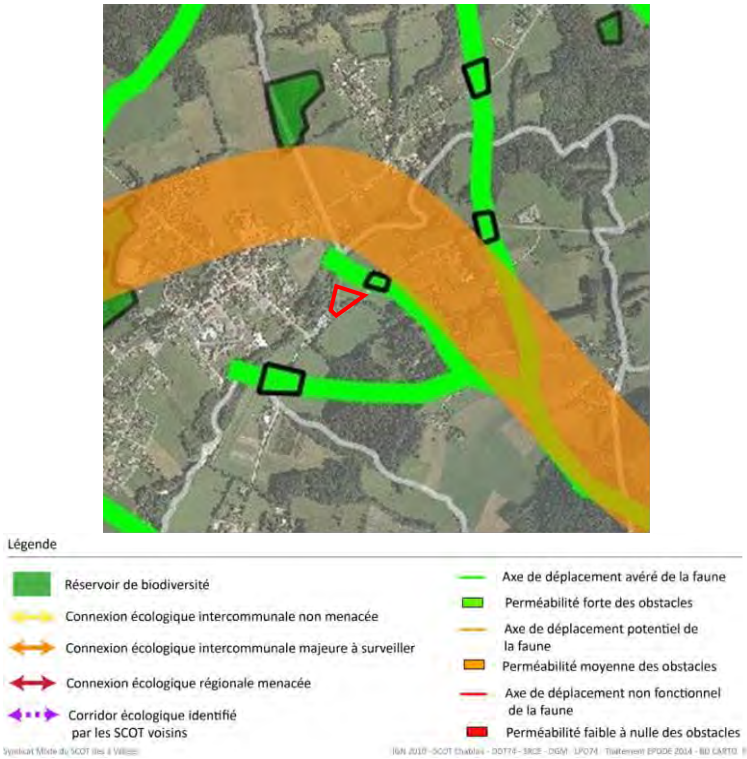 Légende
Réservoir de biodiversité
Connexion écologique intercommunale non menacée
Connexion écologique intercommunale majeure à surveiller
Connexion écologique régionale menacée
Corridor écologique identifié
par les SCOT voisins
Axe de déplacement avéré de la faune
Perméabilité forte des obstacles
Axe de déplacement potentiel de
la faune
Perméabilité moyenne des obstacles
Axe de déplacement non fonctionnel
de la faune
Perméabilité faible à nulle des obstacles
Syndicat Mixte du SCOT des
IGN 2010 - SCOT Chablais - DDT74 - SRCE - DGM - LPO74 - Traitement EPODE 2014 - BD CARTO